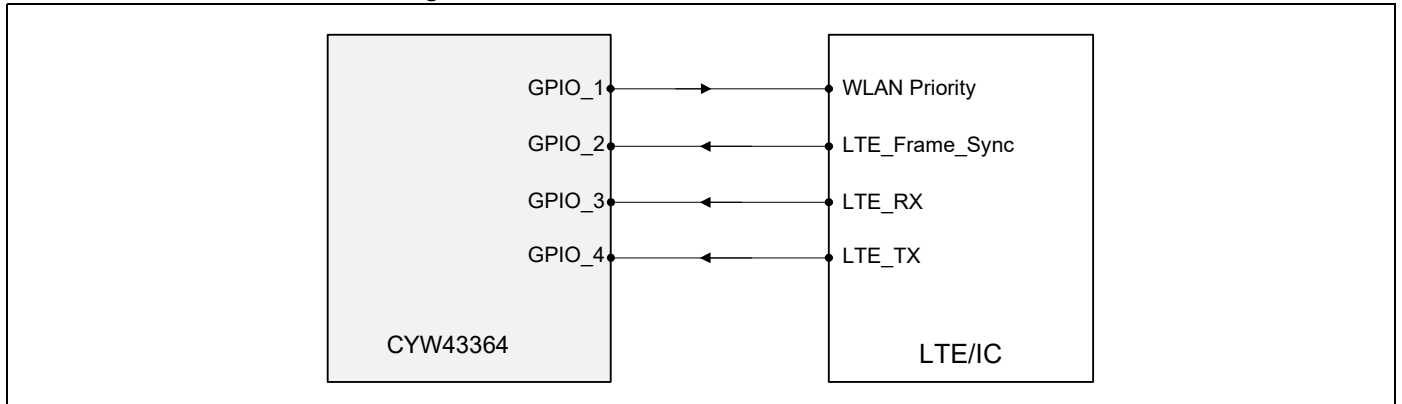 GPIO_1 WLAN Priority
GPIO_2 LTE_Frame_Sync
GPIO_3 LTE_RX
GPIO_4 LTE_TX
CYW43364 LTE/IC